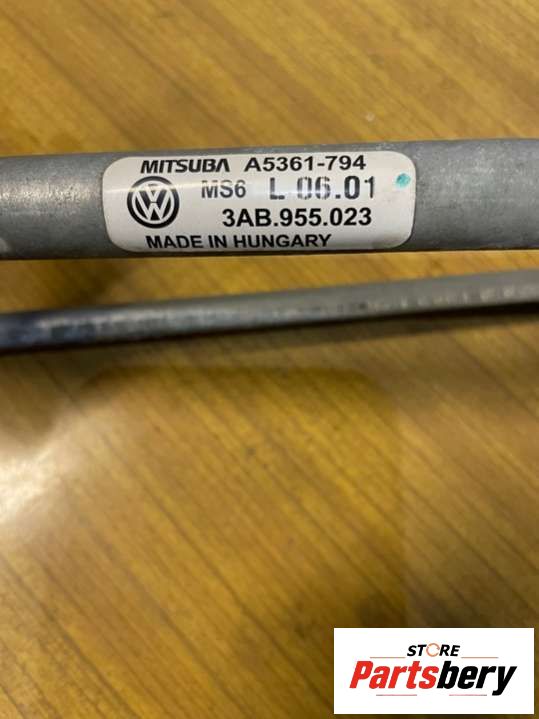 MITSUBA A5361-794
MS6 L 06.01
3AB.955.023
MADE IN HUNGARY
STORE
Partsbery